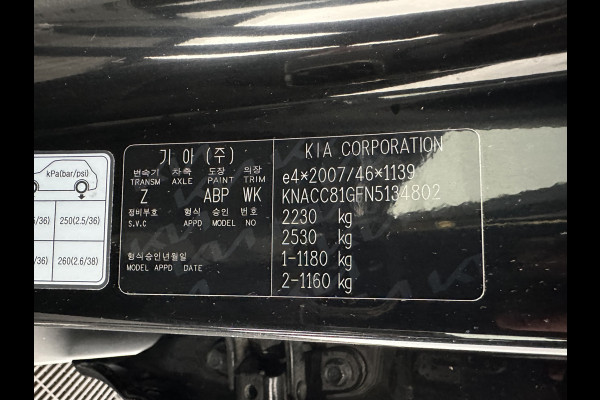 kPa(bar/psi)
250(2.5/36)
260(2.6/38)
기 아 (주)
변속기 차축 도장 의장
TRANSM AXLE PAINT TRIM
Z ABP WK
정비부호 형식 승인 번호
S.V.C APPD MODEL NO
형식승인년월일
MODEL APPD DATE
KIA CORPORATION
e4*2007/46*1139
KNACC81GFN5134802
2230 kg
2530 kg
1-1180 kg
2-1160 kg